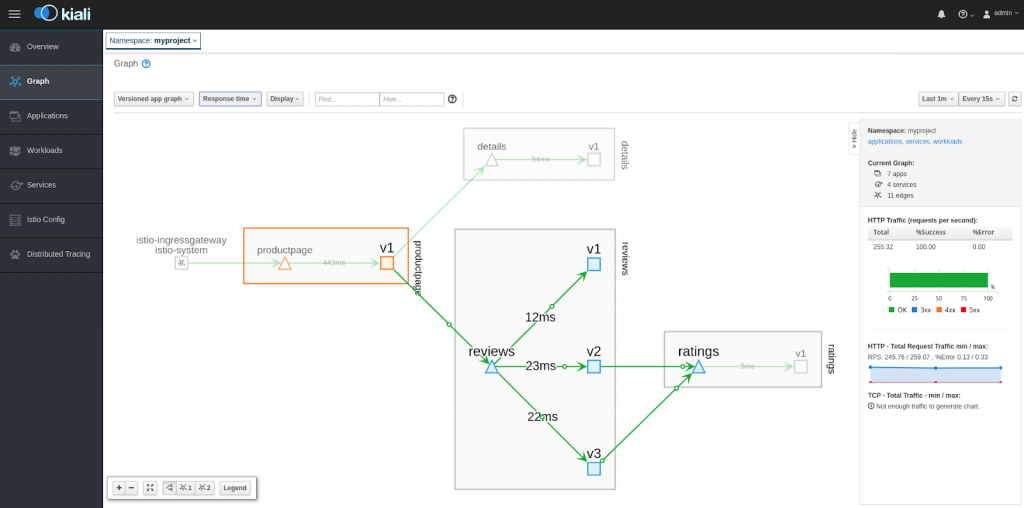 kiali
admin
Overview
Graph
Applications
Workloads
Services
Istio Config
Distributed Tracing
Namespace: myproject
Graph
Versioned app graph
Response time
Display
Find...
Hide...
Last 1m
Every 15s
details
v1
54ms
details
istio-ingressgateway
istio-system
productpage
v1
443ms
productpage
reviews
v1
12ms
reviews
23ms
v2
22ms
v3
ratings
v1
5ms
ratings
Hide
Namespace: myproject
applications, services, workloads
Current Graph:
7 apps
4 services
11 edges
HTTP Traffic (requests per second):
Total %Success %Error
255.32 100.00 0.00
%
0 25 50 75 100
OK 3xx 4xx 5xx
HTTP - Total Request Traffic min / max:
RPS: 245.76 / 259.07 , %Error 0.13 / 0.33
TCP - Total Traffic - min / max:
Not enough traffic to generate chart.
1
2
Legend